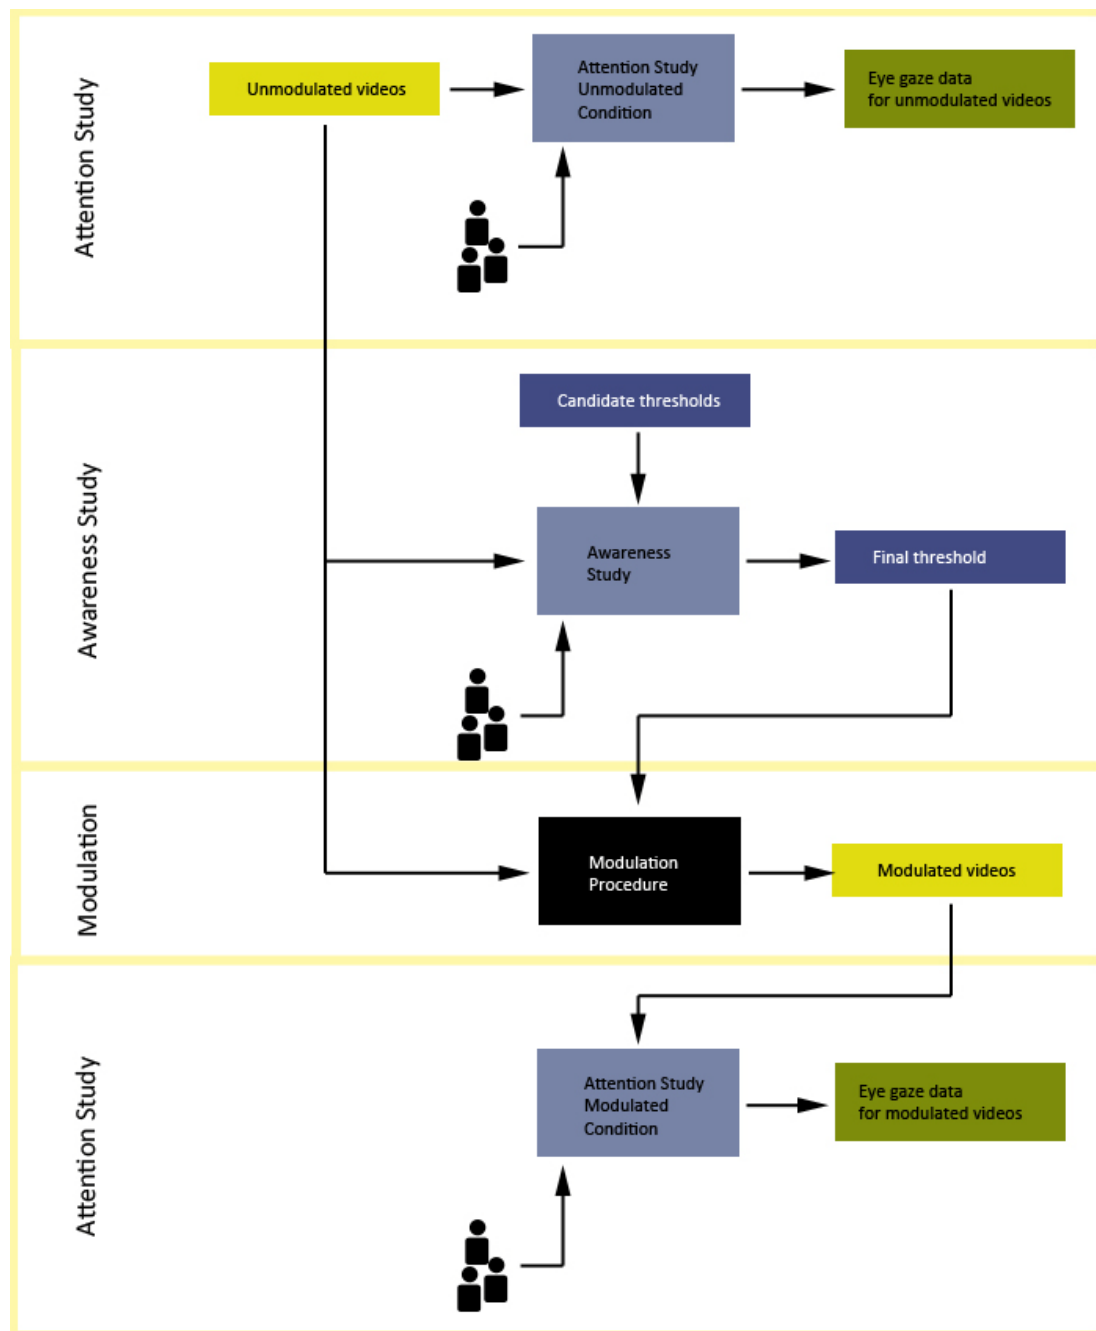 Attention Study
Unmodulated videos
Attention Study
Unmodulated
Condition
Eye gaze data
for unmodulated videos
Awareness Study
Candidate thresholds
Awareness
Study
Final threshold
Modulation
Modulation
Procedure
Modulated videos
Attention Study
Attention Study
Modulated
Condition
Eye gaze data
for modulated videos